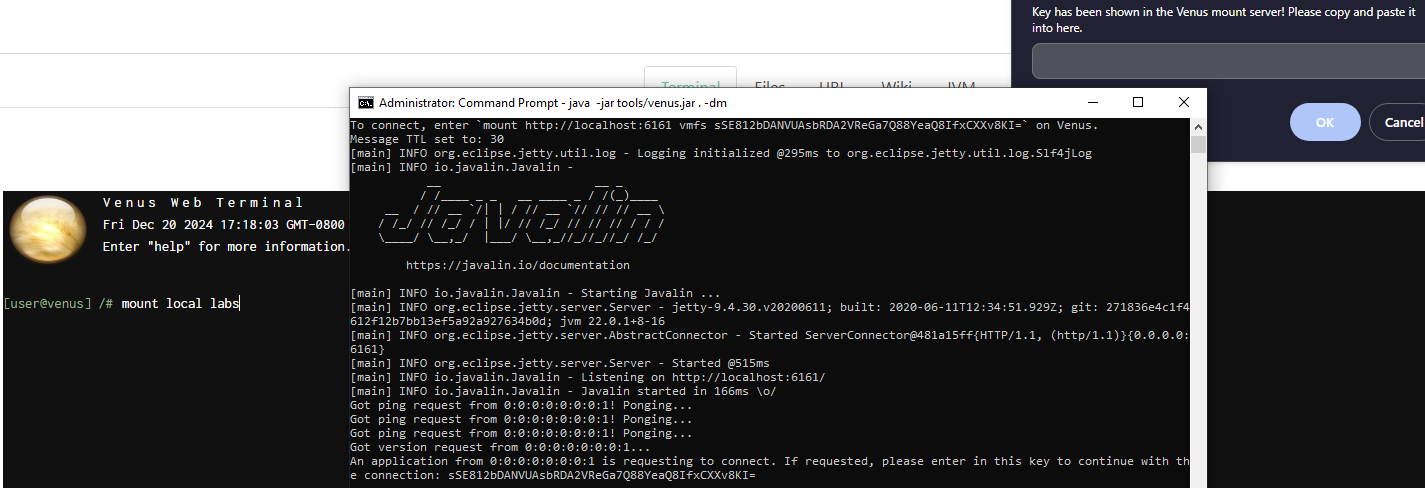 Key has been shown in the Venus mount server! Please copy and paste it
into here.
OK
Cancel
Terminal Files URL Wiki JVM
Administrator: Command Prompt - java  -jar tools/venus.jar . -dm
To connect, enter `mount http://localhost:6161 vmfs sSE812bDANVUAsbRDA2VReGa7Q88YeaQ8IfxCXXv8KI=` on Venus.
Message TTL set to: 30
[main] INFO org.eclipse.jetty.util.log - Logging initialized @295ms to org.eclipse.jetty.util.log.Slf4jLog
[main] INFO io.javalin.Javalin -
https://javalin.io/documentation
[main] INFO io.javalin.Javalin - Starting Javalin ...
[main] INFO org.eclipse.jetty.server.Server - jetty-9.4.30.v20200611; built: 2020-06-11T12:34:51.929Z; git: 271836e4c1f4
612f12b7bb13ef5a92a927634b0d; jvm 22.0.1+8-16
[main] INFO org.eclipse.jetty.server.AbstractConnector - Started ServerConnector@481a15ff{HTTP/1.1, (http/1.1)}{0.0.0.0:
6161}
[main] INFO org.eclipse.jetty.server.Server - Started @515ms
[main] INFO io.javalin.Javalin - Listening on http://localhost:6161/
[main] INFO io.javalin.Javalin - Javalin started in 166ms \o/
Got ping request from 0:0:0:0:0:0:0:1! Ponging...
Got ping request from 0:0:0:0:0:0:0:1! Ponging...
Got ping request from 0:0:0:0:0:0:0:1! Ponging...
Got version request from 0:0:0:0:0:0:0:1...
An application from 0:0:0:0:0:0:0:1 is requesting to connect. If requested, please enter in this key to continue with th
e connection: sSE812bDANVUAsbRDA2VReGa7Q88YeaQ8IfxCXXv8KI=
Venus Web Terminal
Fri Dec 20 2024 17:18:03 GMT-0800
Enter "help" for more information.
[user@venus] /# mount local labs